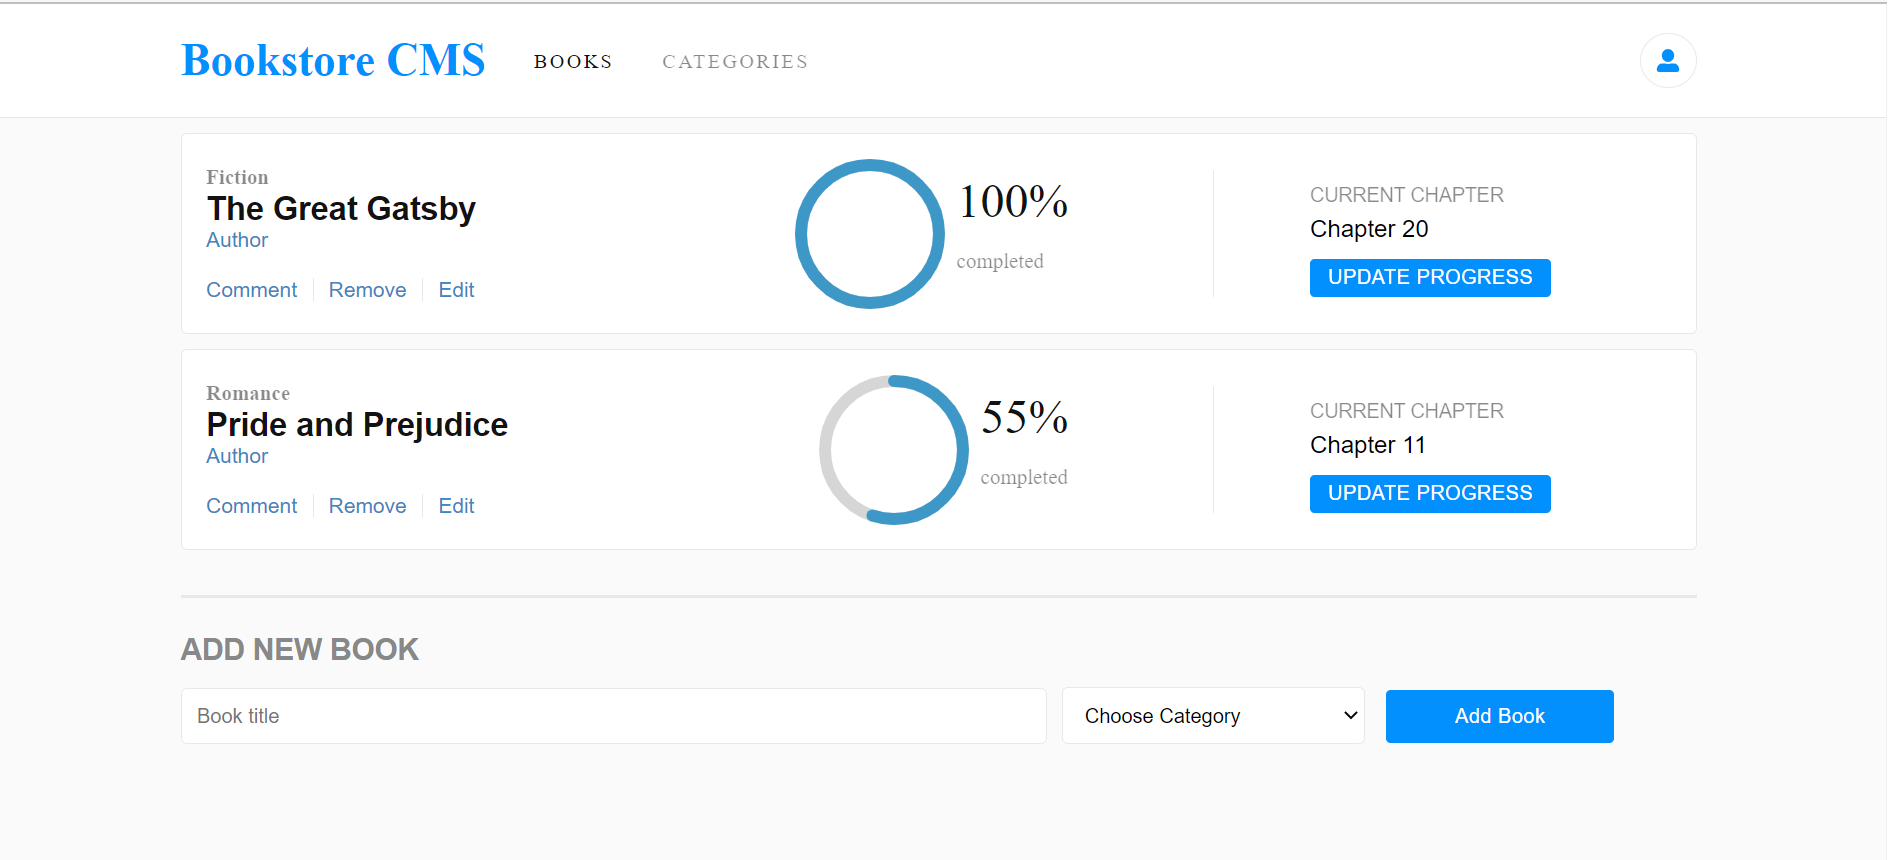 Bookstore CMS BOOKS CATEGORIES
Fiction
The Great Gatsby
Author
Comment Remove Edit
100%
completed
CURRENT CHAPTER
Chapter 20
UPDATE PROGRESS
Romance
Pride and Prejudice
Author
Comment Remove Edit
55%
completed
CURRENT CHAPTER
Chapter 11
UPDATE PROGRESS
ADD NEW BOOK
Book title Choose Category Add Book